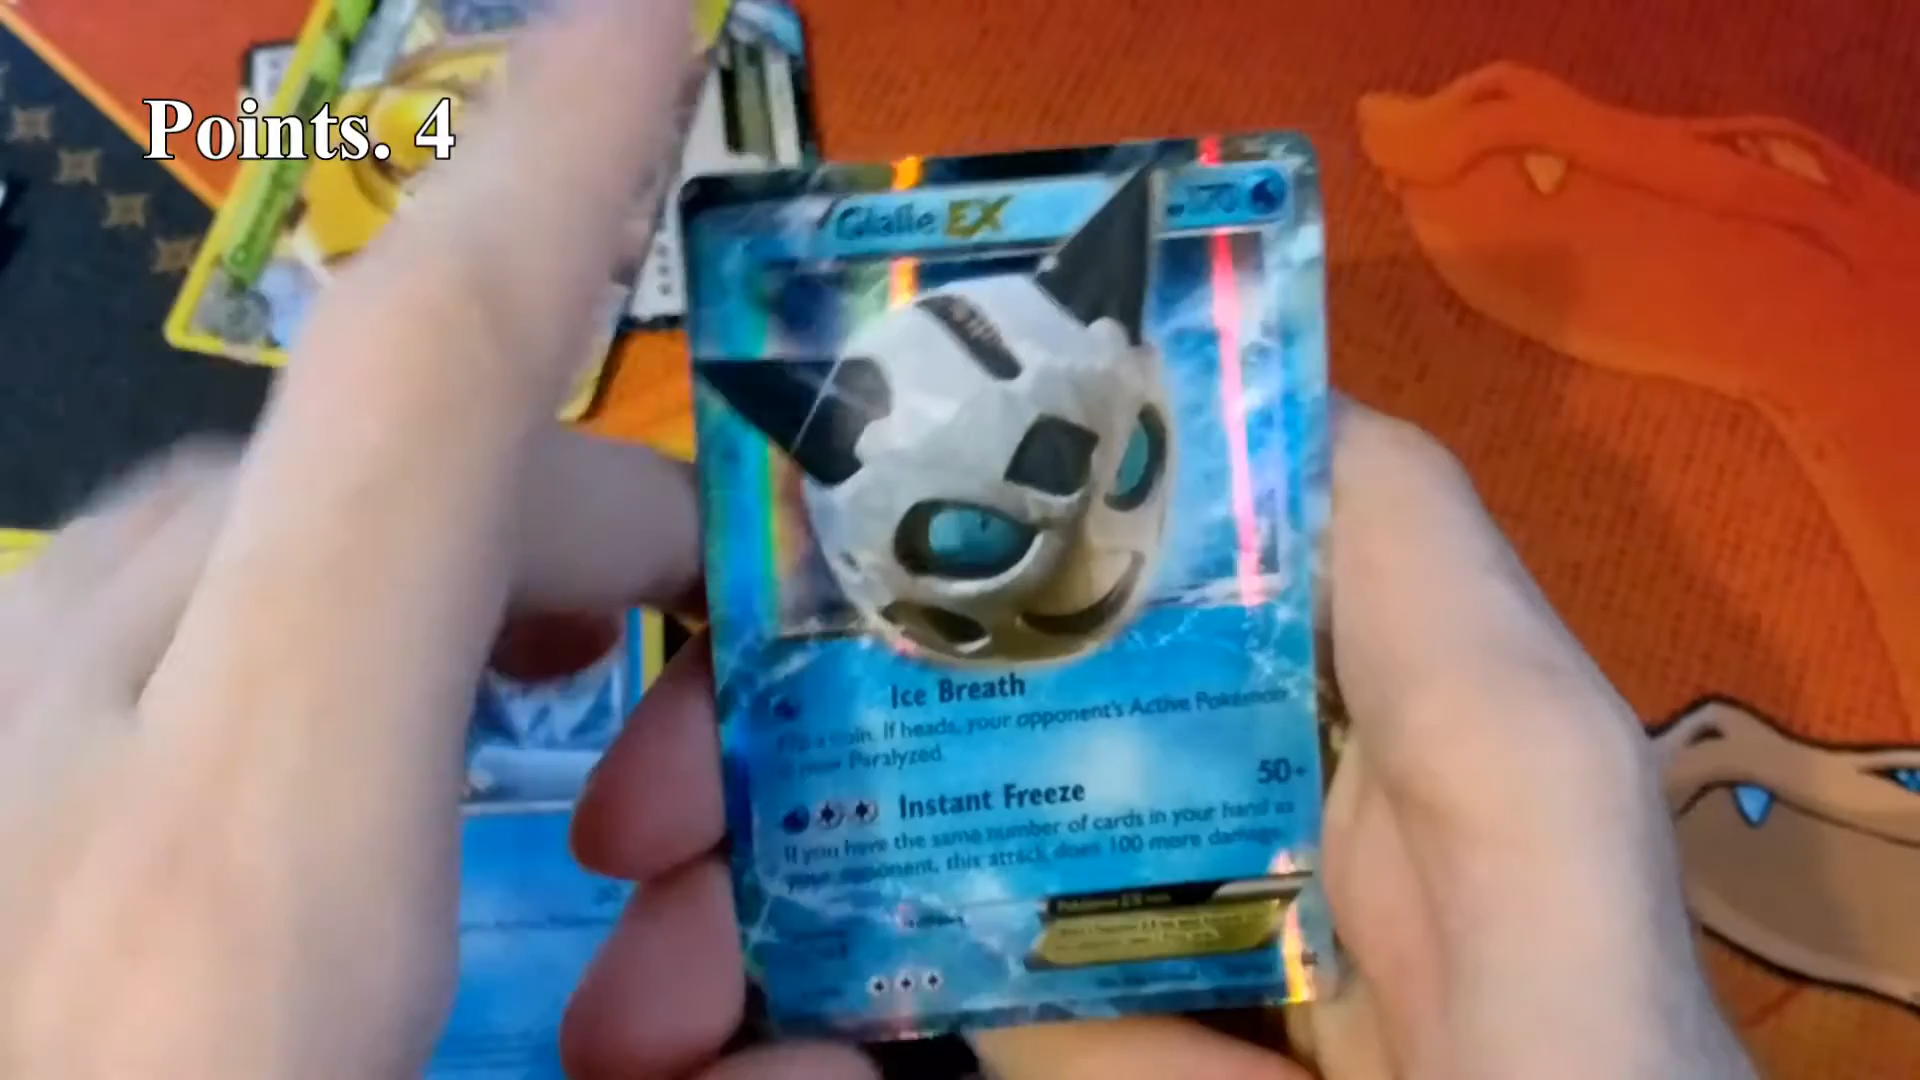 Points. 4
Glalie EX
170
Ice Breath
Flip a coin. If heads, your opponent's Active Pokémon
is now Paralyzed.
Instant Freeze 50+
If you have the same number of cards in your hand as
your opponent, this attack does 100 more damage.